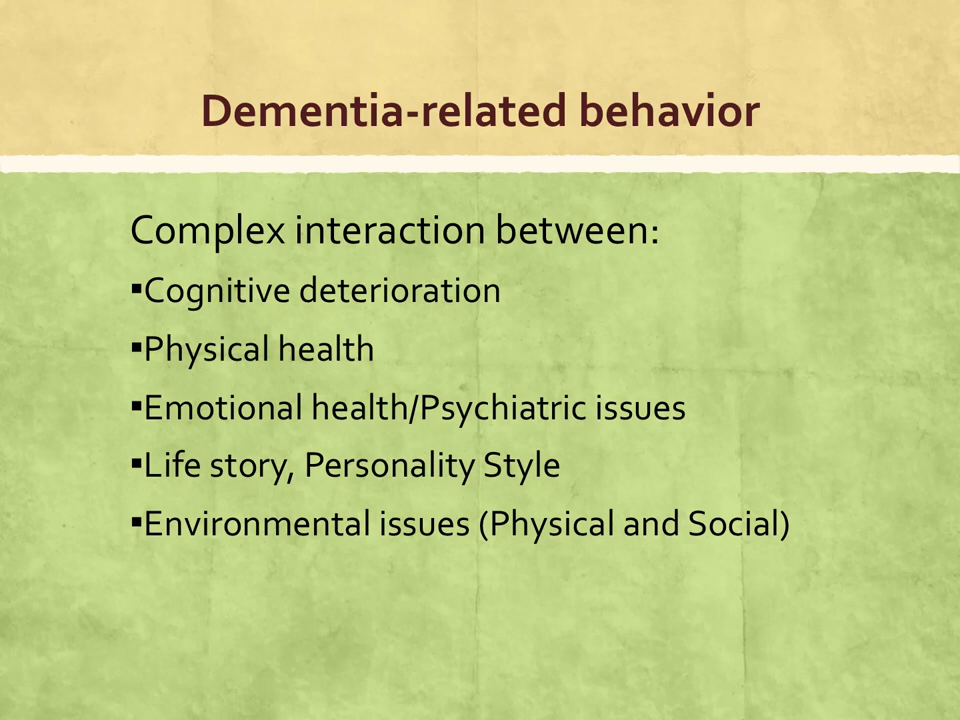 Dementia-related behavior
Complex interaction between:
▪Cognitive deterioration
▪Physical health
▪Emotional health/Psychiatric issues
▪Life story, Personality Style
▪Environmental issues (Physical and Social)